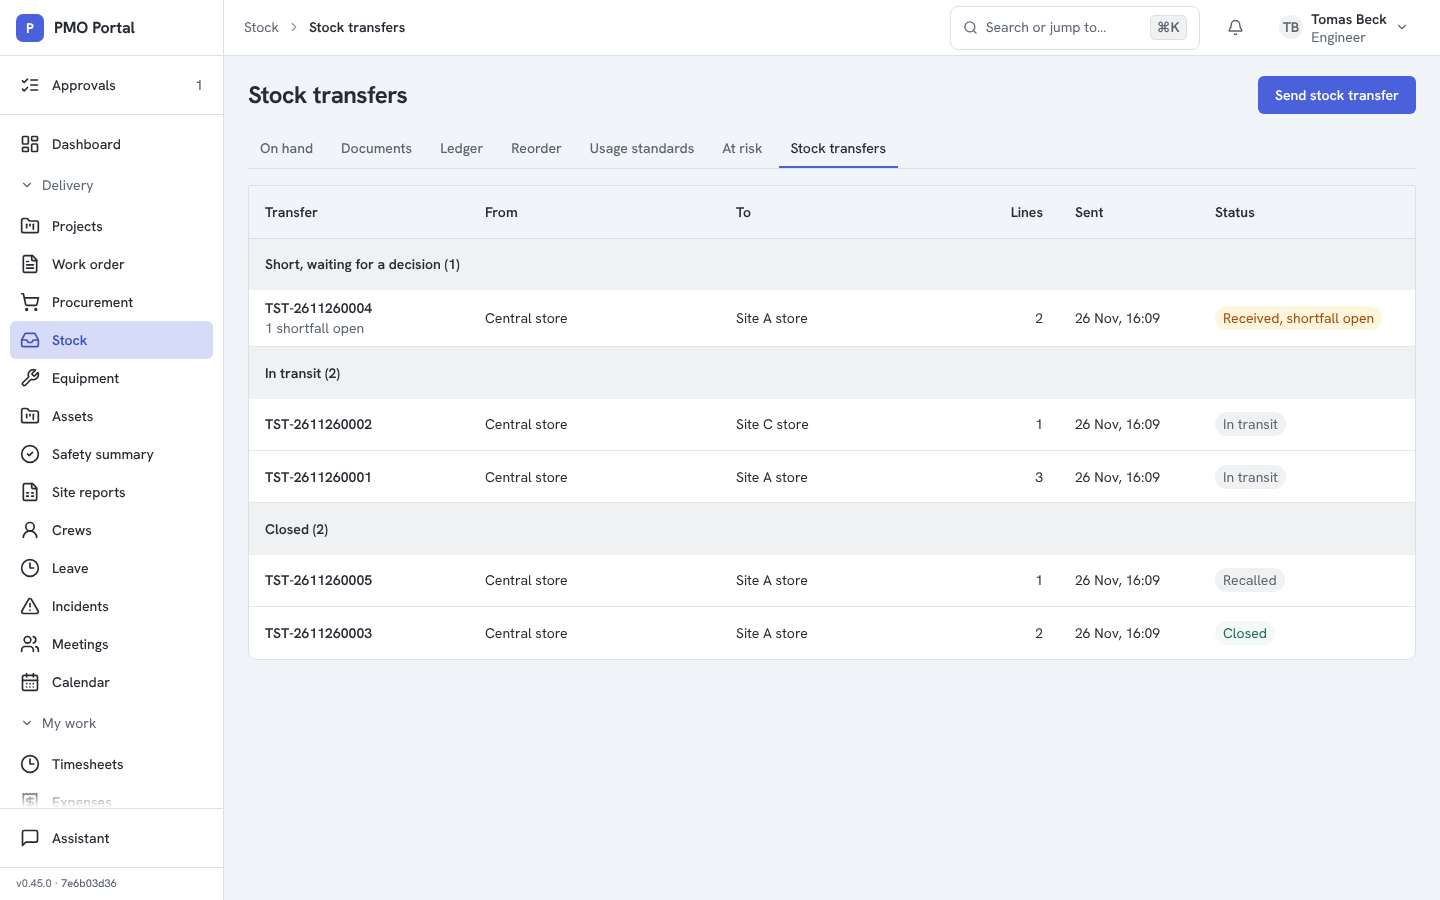 P PMO Portal
Stock > Stock transfers
Search or jump to... ⌘K
TB Tomas Beck
Engineer
Approvals 1
Dashboard
Delivery
Projects
Work order
Procurement
Stock
Equipment
Assets
Safety summary
Site reports
Crews
Leave
Incidents
Meetings
Calendar
My work
Timesheets
Expenses
Assistant
v0.45.0 · 7e6b03d36
Stock transfers
Send stock transfer
On hand Documents Ledger Reorder Usage standards At risk Stock transfers
Transfer From To Lines Sent Status
Short, waiting for a decision (1)
TST-2611260004 Central store Site A store 2 26 Nov, 16:09 Received, shortfall open
1 shortfall open
In transit (2)
TST-2611260002 Central store Site C store 1 26 Nov, 16:09 In transit
TST-2611260001 Central store Site A store 3 26 Nov, 16:09 In transit
Closed (2)
TST-2611260005 Central store Site A store 1 26 Nov, 16:09 Recalled
TST-2611260003 Central store Site A store 2 26 Nov, 16:09 Closed